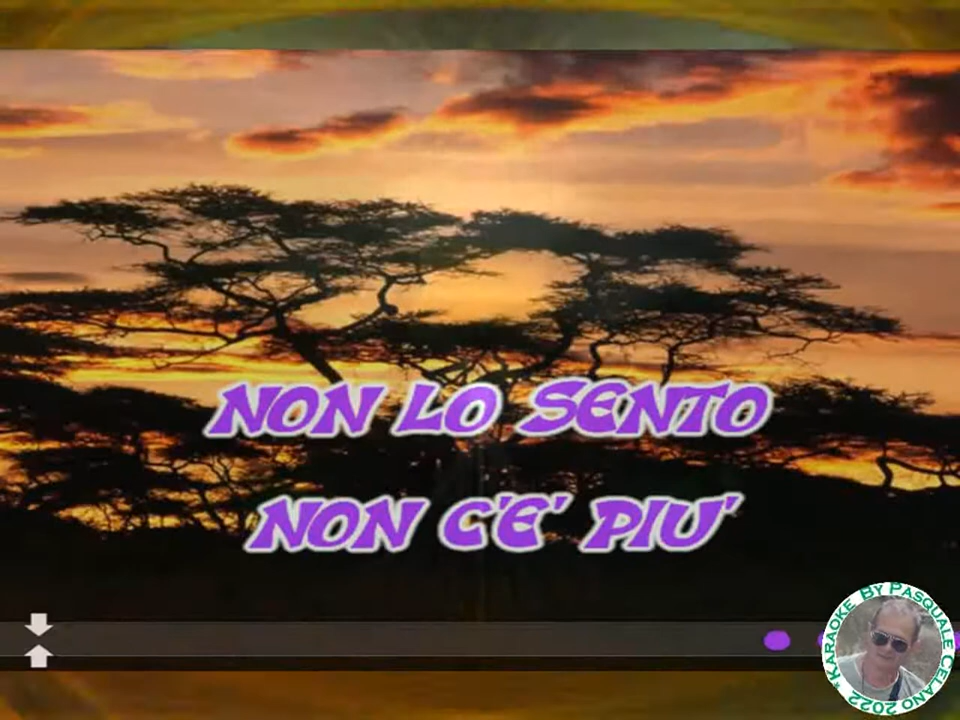 NON LO SENTO
NON C'E' PIU'
*KARAOKE BY PASQUALE CELANO 2022